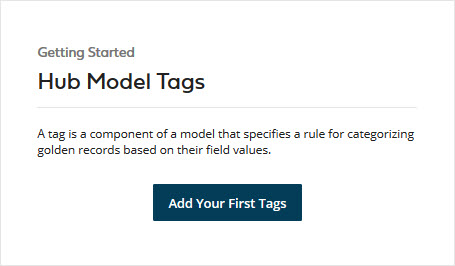 Getting Started
Hub Model Tags
A tag is a component of a model that specifies a rule for categorizing
golden records based on their field values.
Add Your First Tags